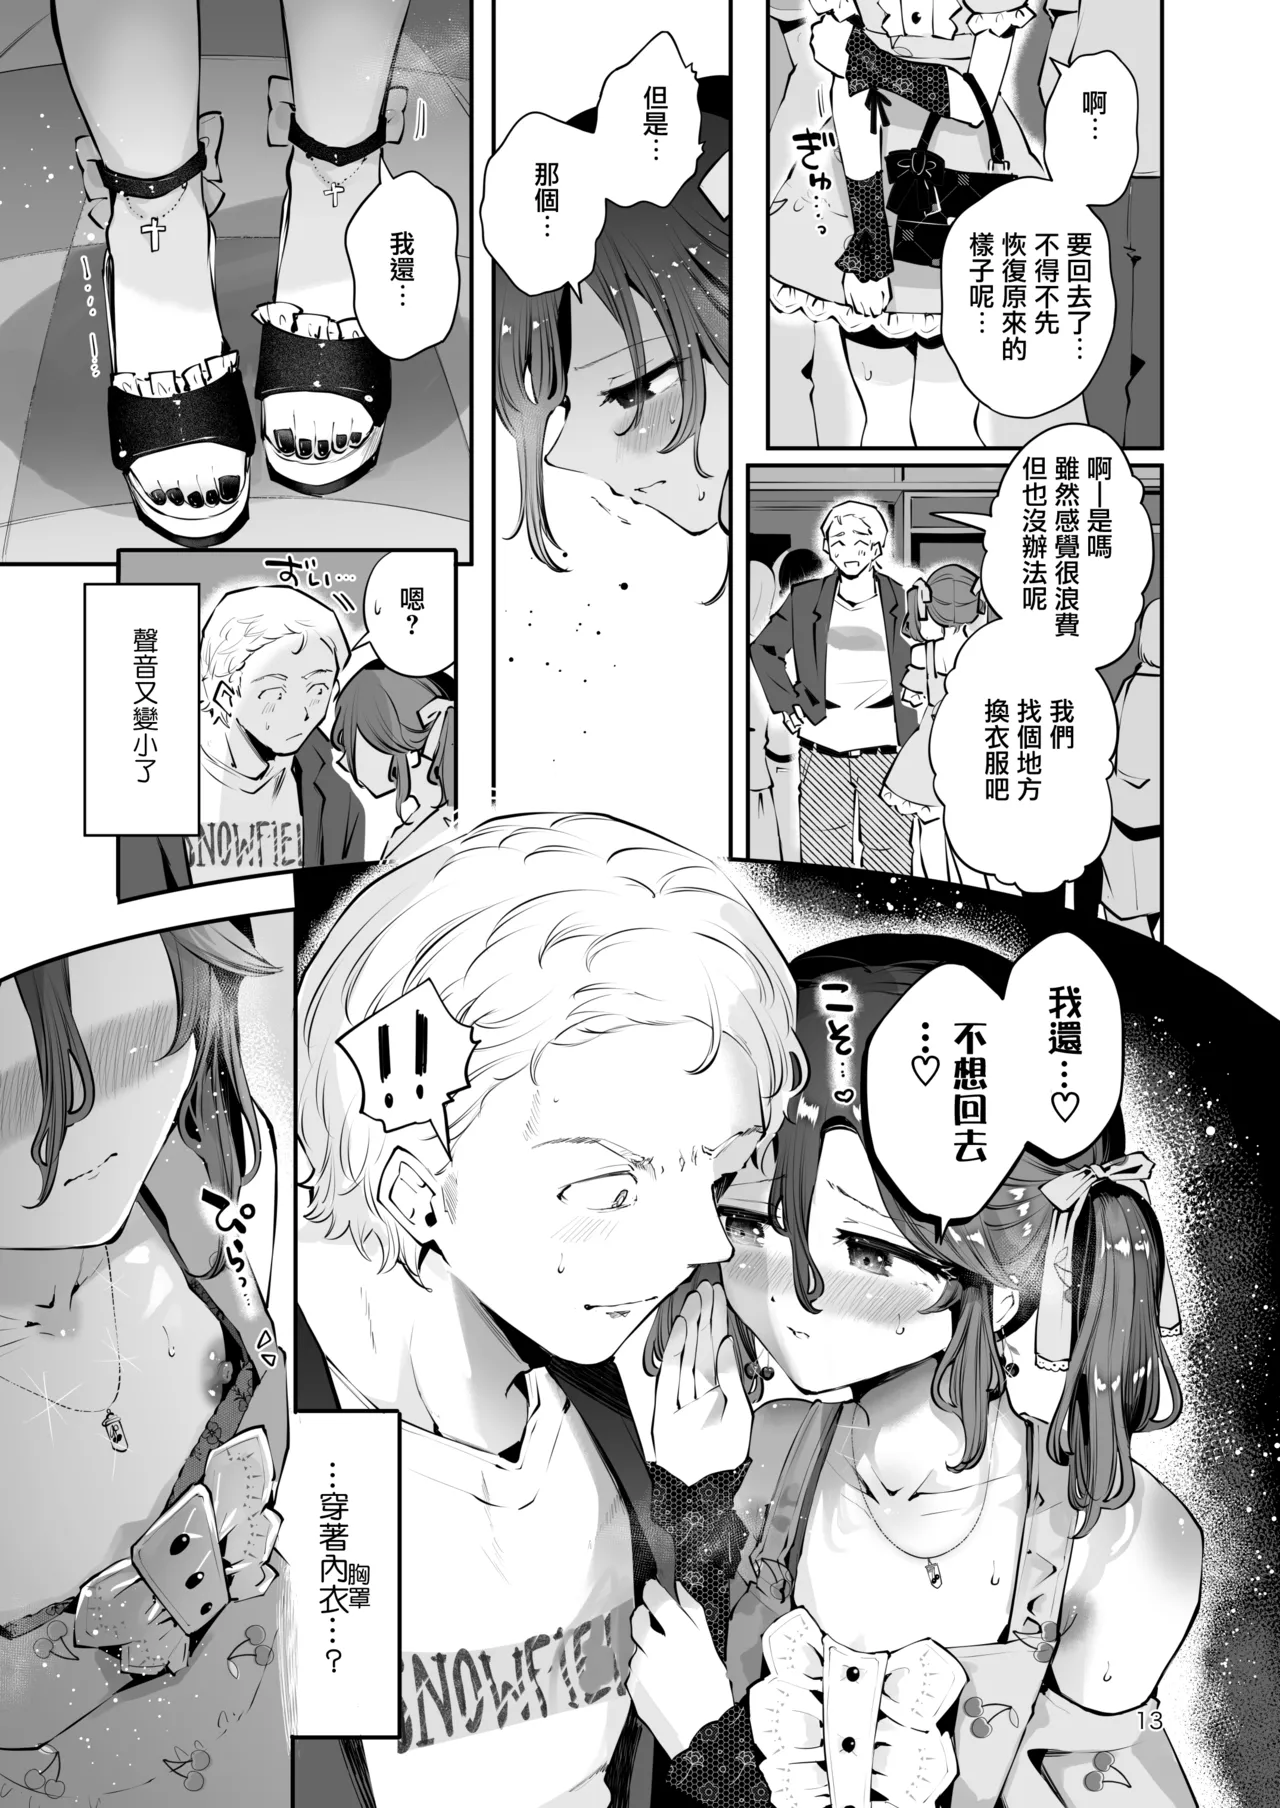 啊…
要回去了…
不得不先
恢復原來的
樣子呢…
ぎゅ…っ
但是…
那個…
我還…
啊—是嗎
雖然感覺很浪費
但也沒辦法呢
我們
找個地方
換衣服吧
嗯?
ずい…
聲音又變小了
SNOWFIEL
我還…♡
不想回去
…♡
こそ…♡
!!
ぴらっ
…穿著內衣…?
胸罩
SNOWFIEL
13